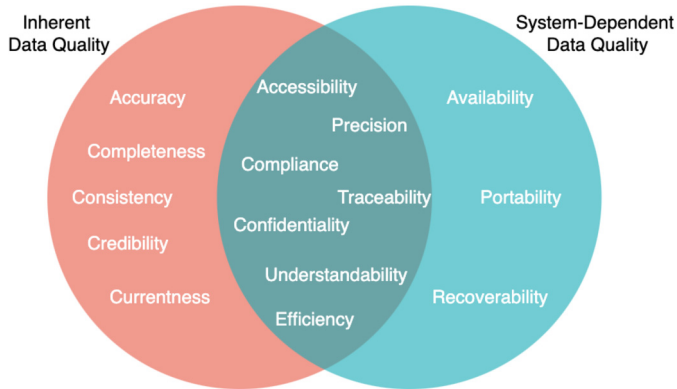 Inherent
Data Quality
System-Dependent
Data Quality
Accuracy
Completeness
Consistency
Credibility
Currentness
Accessibility
Precision
Compliance
Traceability
Confidentiality
Understandability
Efficiency
Availability
Portability
Recoverability